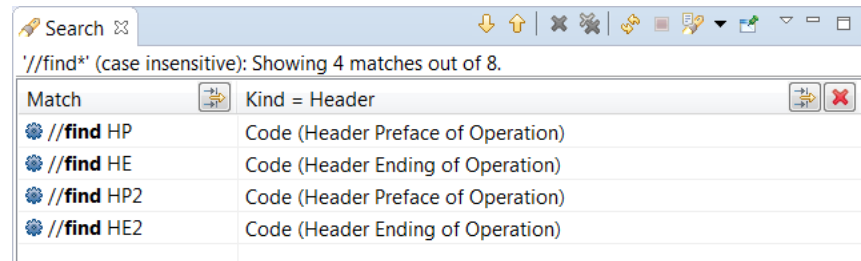 Search
'//find*' (case insensitive): Showing 4 matches out of 8.
Match Kind = Header
//find HP Code (Header Preface of Operation)
//find HE Code (Header Ending of Operation)
//find HP2 Code (Header Preface of Operation)
//find HE2 Code (Header Ending of Operation)